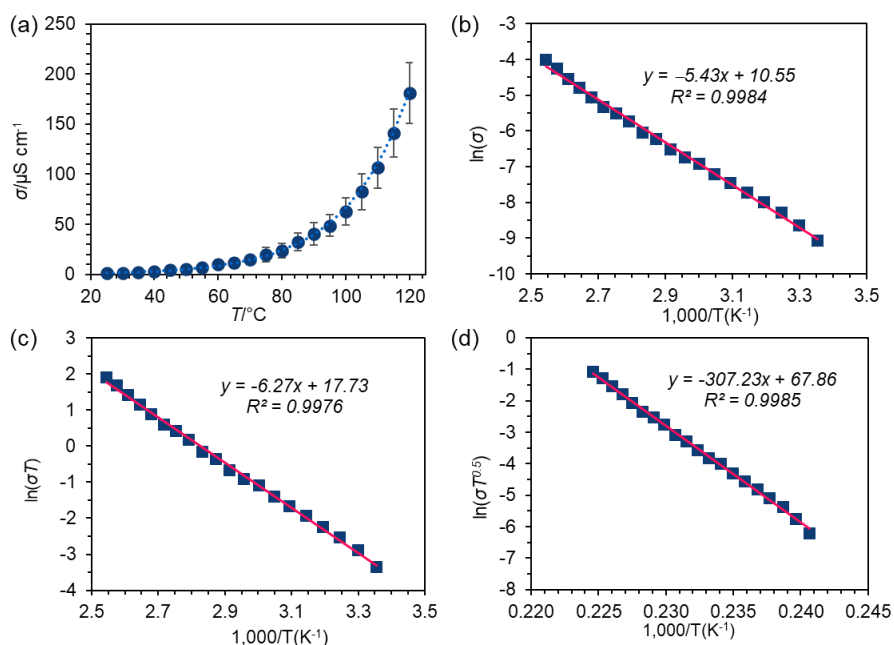 (a)
250
200
150
100
50
0
σ/µS cm⁻¹
20 40 60 80 100 120
T/°C
(b)
-3
-4
-5
-6
-7
-8
-9
-10
ln(σ)
y = −5.43x + 10.55
R² = 0.9984
2.5 2.7 2.9 3.1 3.3 3.5
1,000/T(K⁻¹)
(c)
3
2
1
0
-1
-2
-3
-4
ln(σT)
y = -6.27x + 17.73
R² = 0.9976
2.5 2.7 2.9 3.1 3.3 3.5
1,000/T(K⁻¹)
(d)
0
-1
-2
-3
-4
-5
-6
-7
-8
ln(σT⁰·⁵)
y = -307.23x + 67.86
R² = 0.9985
0.220 0.225 0.230 0.235 0.240 0.245
1,000/T(K⁻¹)